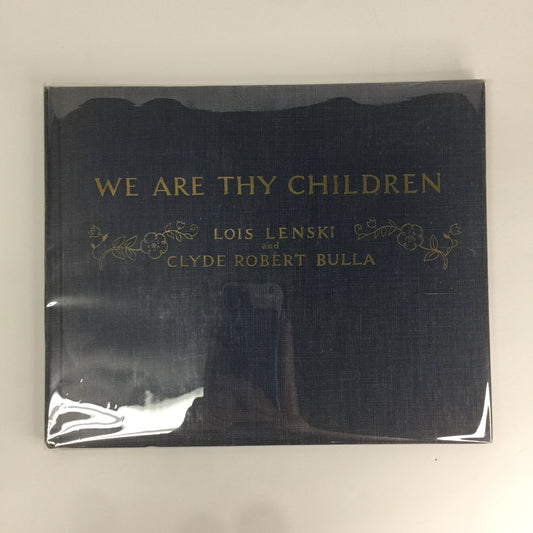 WE ARE THY CHILDREN
LOIS LENSKI
and
CLYDE ROBERT BULLA